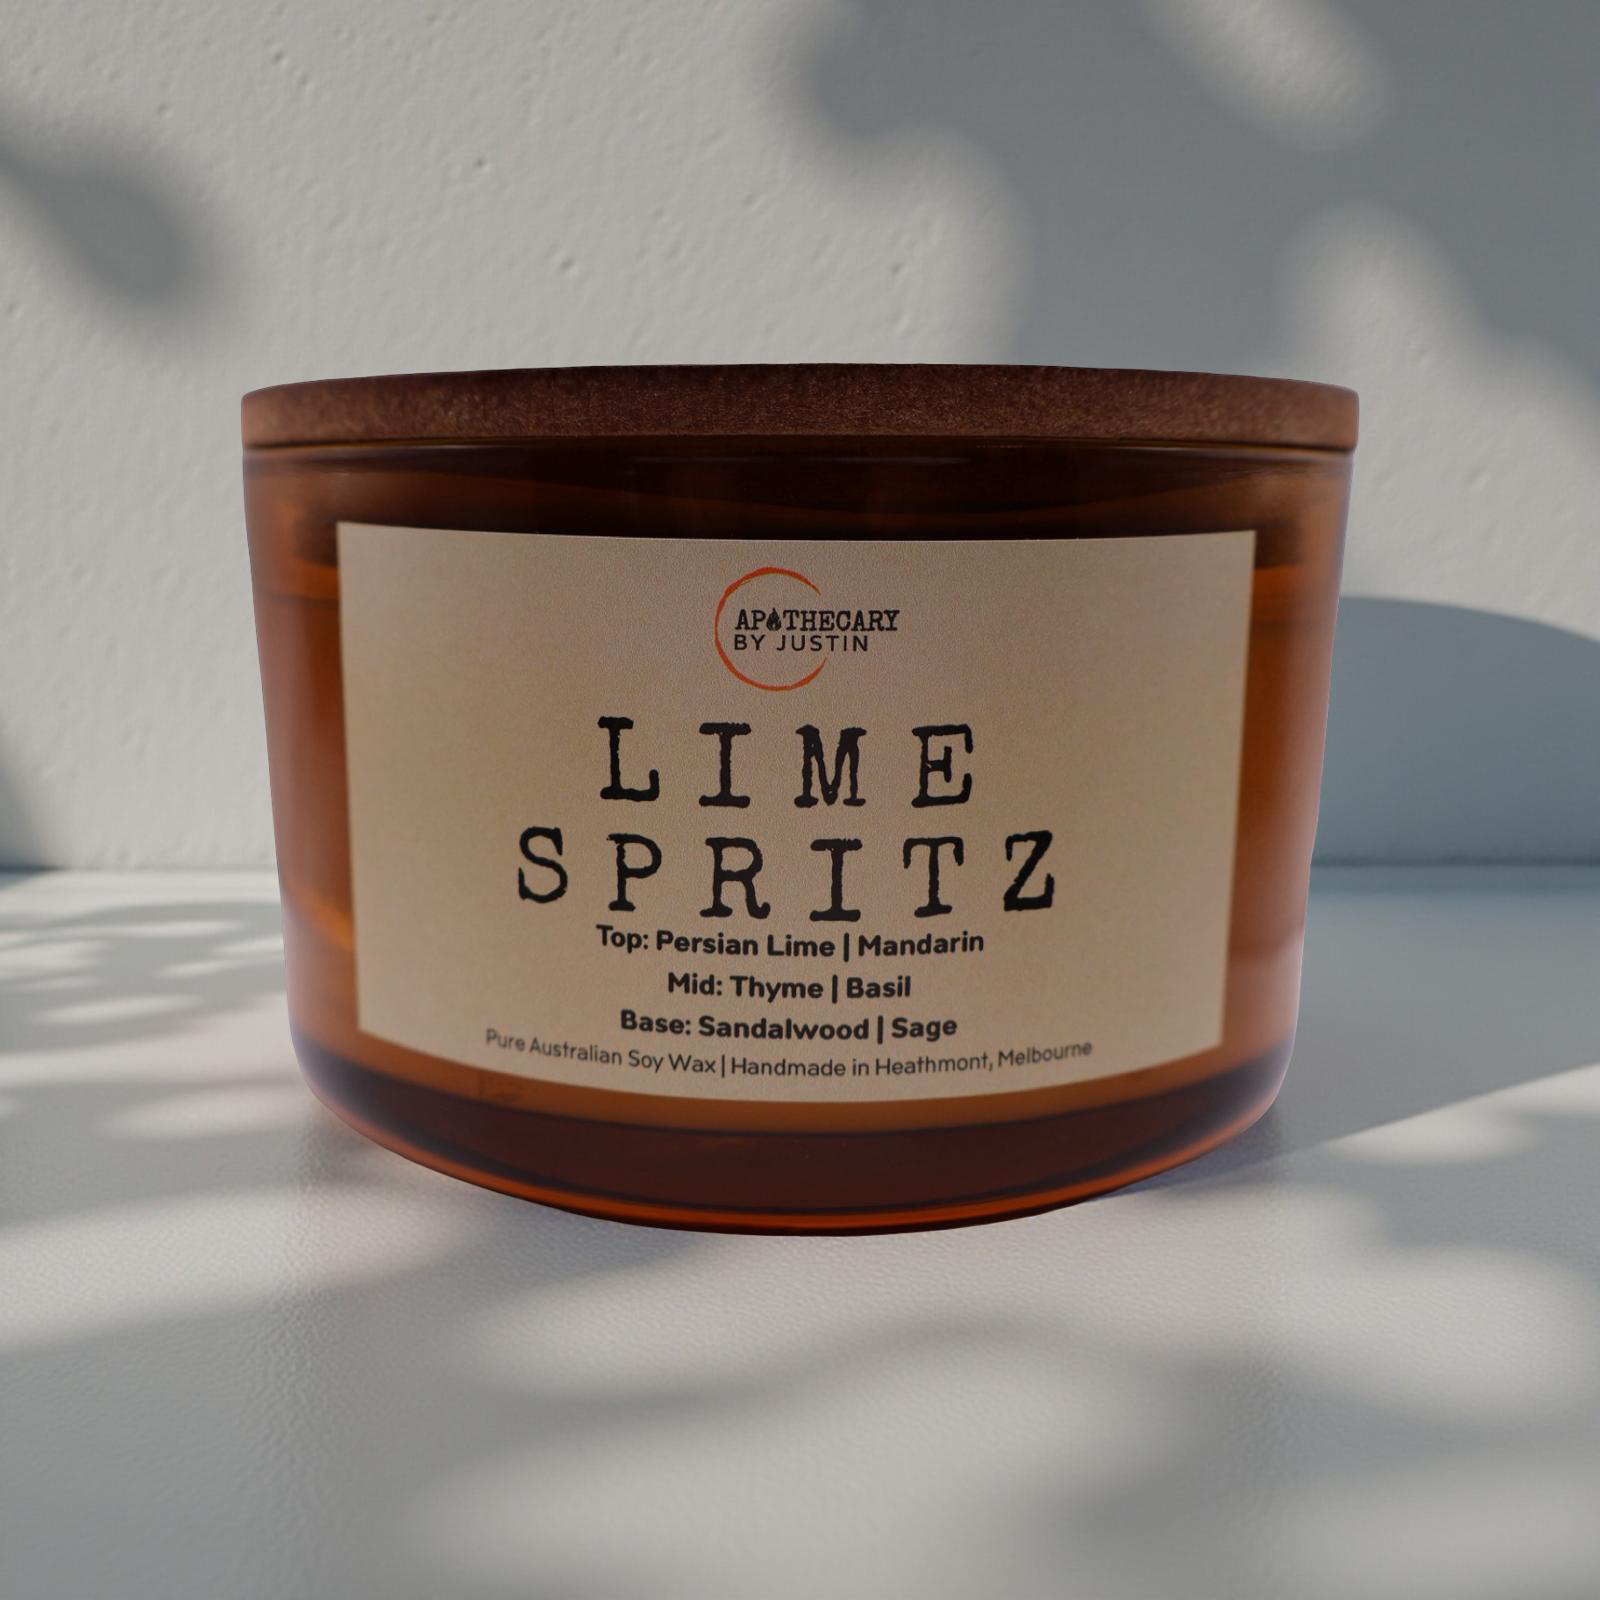 APOTHECARY
BY JUSTIN
LIME
SPRITZ
Top: Persian Lime | Mandarin
Mid: Thyme | Basil
Base: Sandalwood | Sage
Pure Australian Soy Wax | Handmade in Heathmont, Melbourne